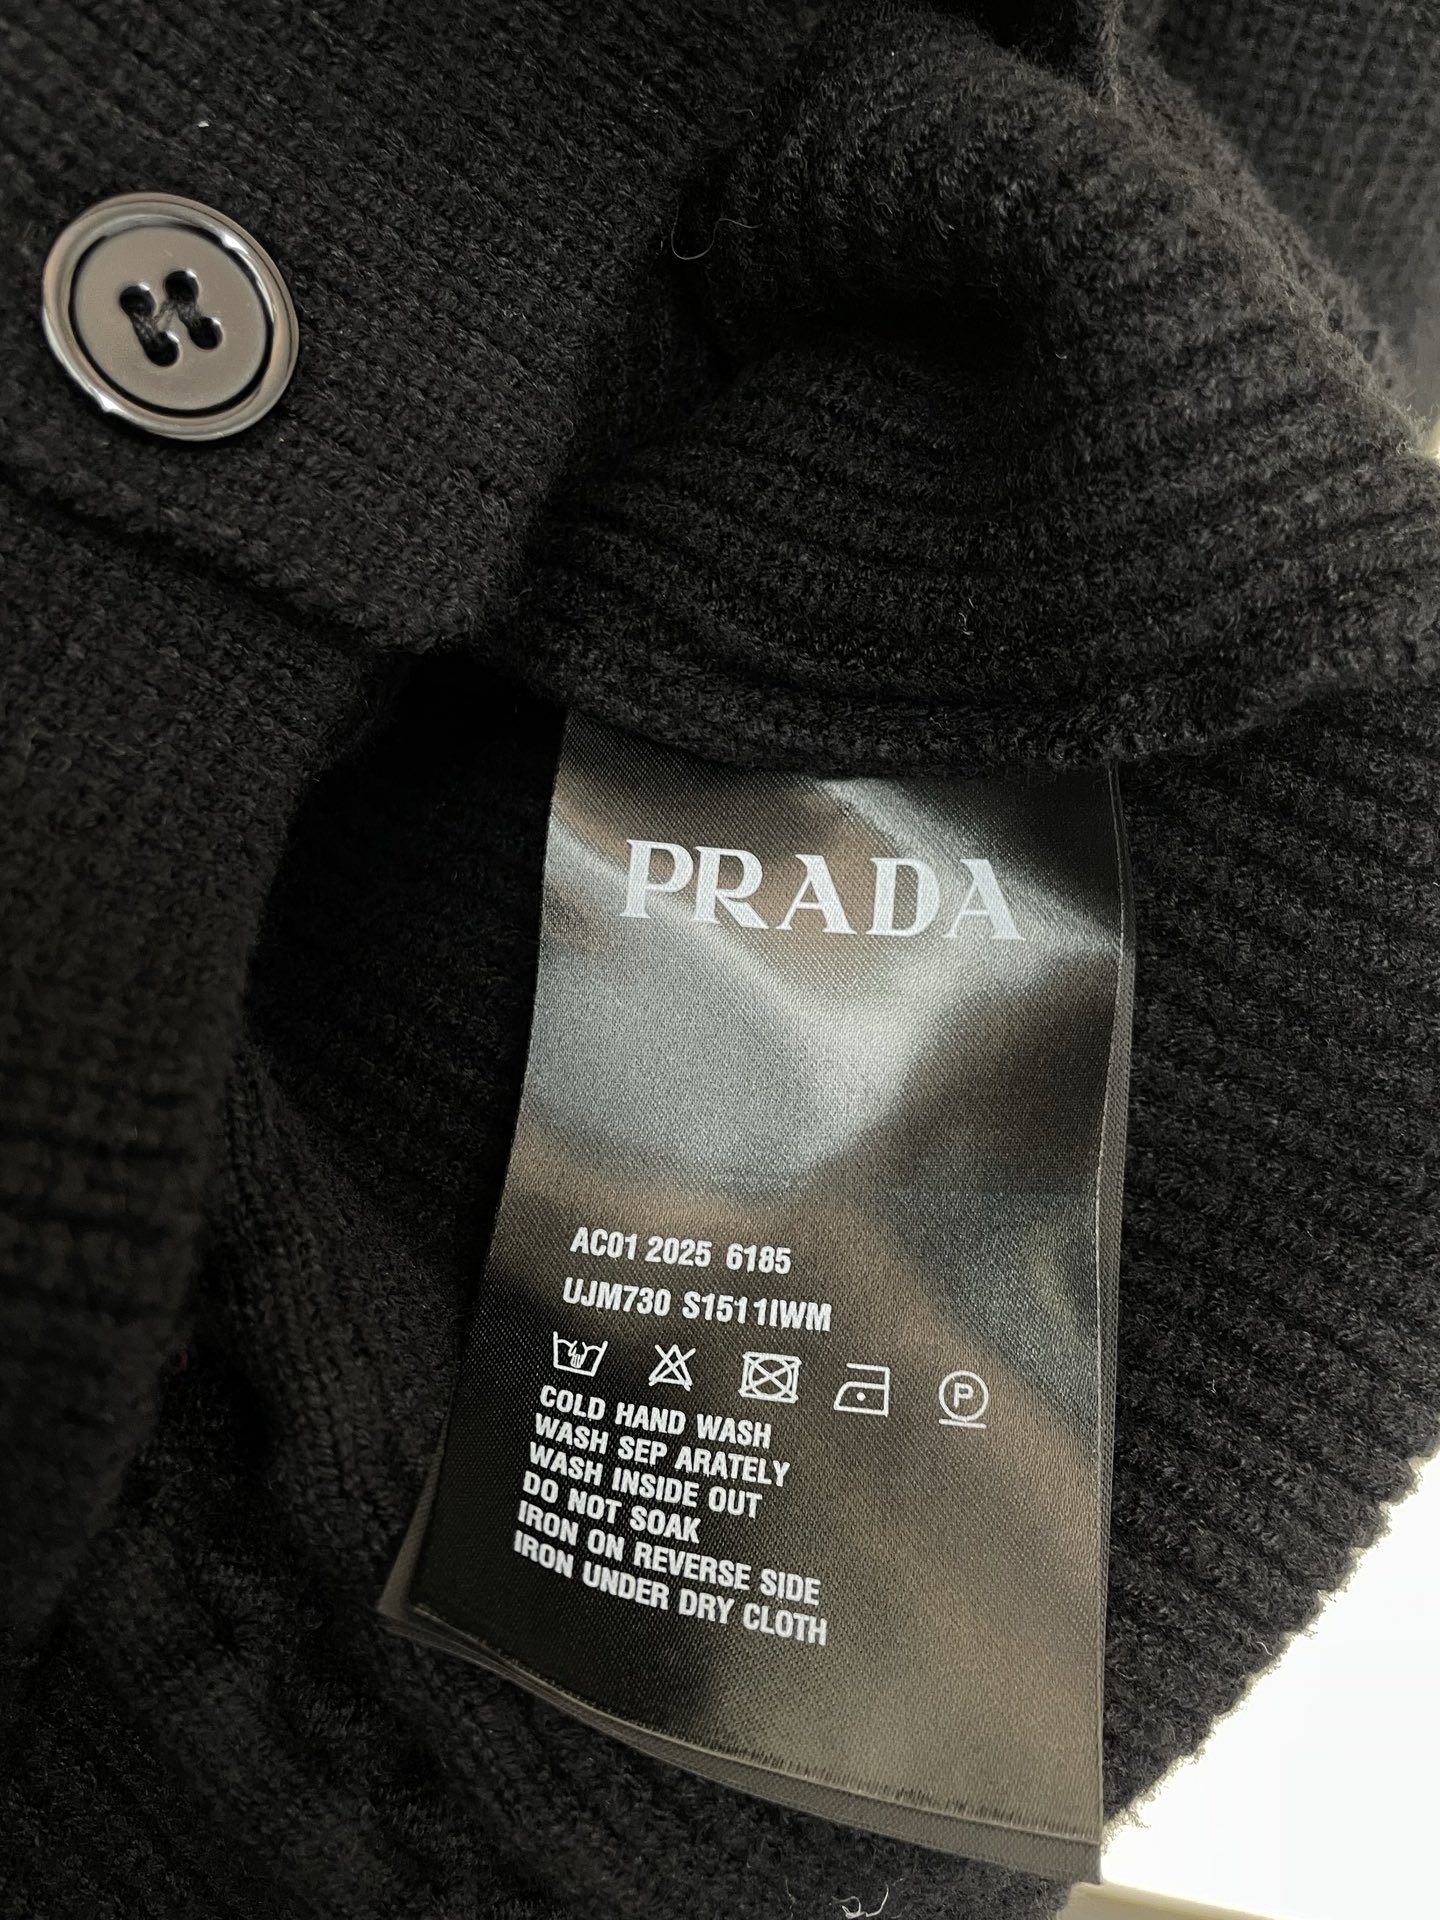 PRADA
AC01 2025 6185
UJM730 S1511IWM
P
COLD HAND WASH
WASH SEP ARATELY
WASH INSIDE OUT
DO NOT SOAK
IRON ON REVERSE SIDE
IRON UNDER DRY CLOTH